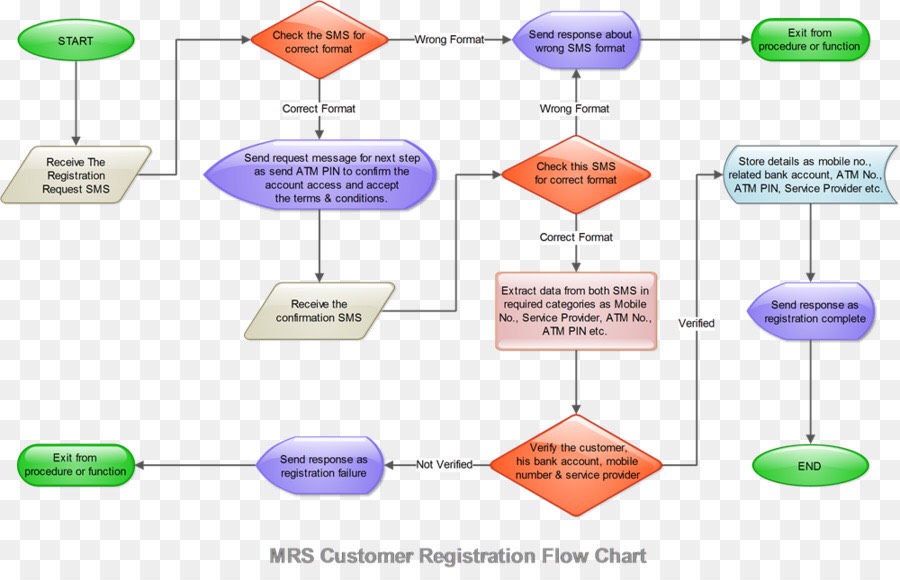 START
Check the SMS for
correct format
Wrong Format
Send response about
wrong SMS format
Exit from
procedure or function
Correct Format
Wrong Format
Receive The
Registration
Request SMS
Send request message for next step
as send ATM PIN to confirm the
account access and accept
the terms & conditions.
Check this SMS
for correct format
Store details as mobile no.,
related bank account, ATM No.,
ATM PIN, Service Provider etc.
Correct Format
Receive the
confirmation SMS
Extract data from both SMS in
required categories as Mobile
No., Service Provider, ATM No.,
ATM PIN etc.
Verified
Send response as
registration complete
Exit from
procedure or function
Send response as
registration failure
Not Verified
Verify the customer,
his bank account, mobile
number & service provider
END
MRS Customer Registration Flow Chart